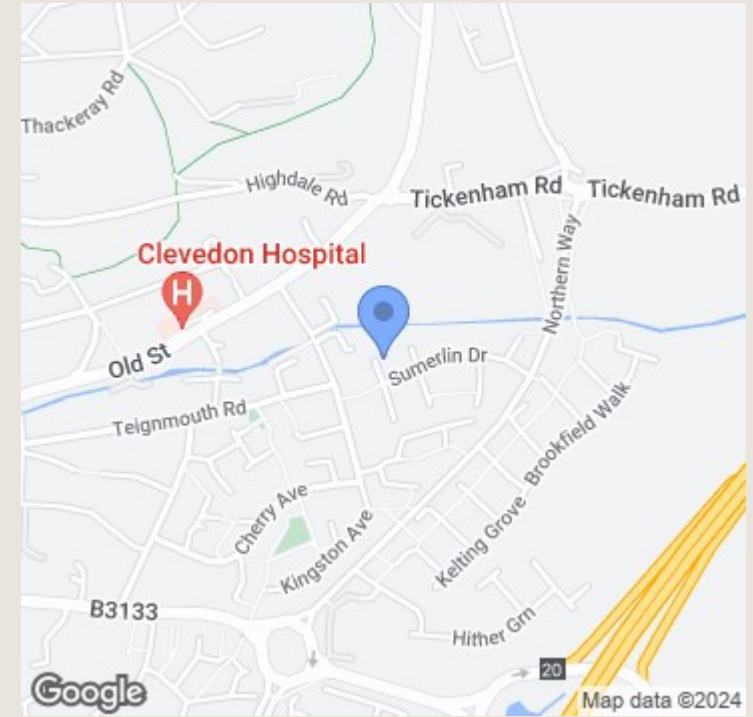 Thackeray Rd
Highdale Rd
Tickenham Rd
Tickenham Rd
Clevedon Hospital
H
Northern Way
Old St
Sumerlin Dr
Teignmouth Rd
Brookfield Walk
Cherry Ave
Kingston Ave
Kelting Grove
B3133
Hither Grn
20
Google
Map data ©2024